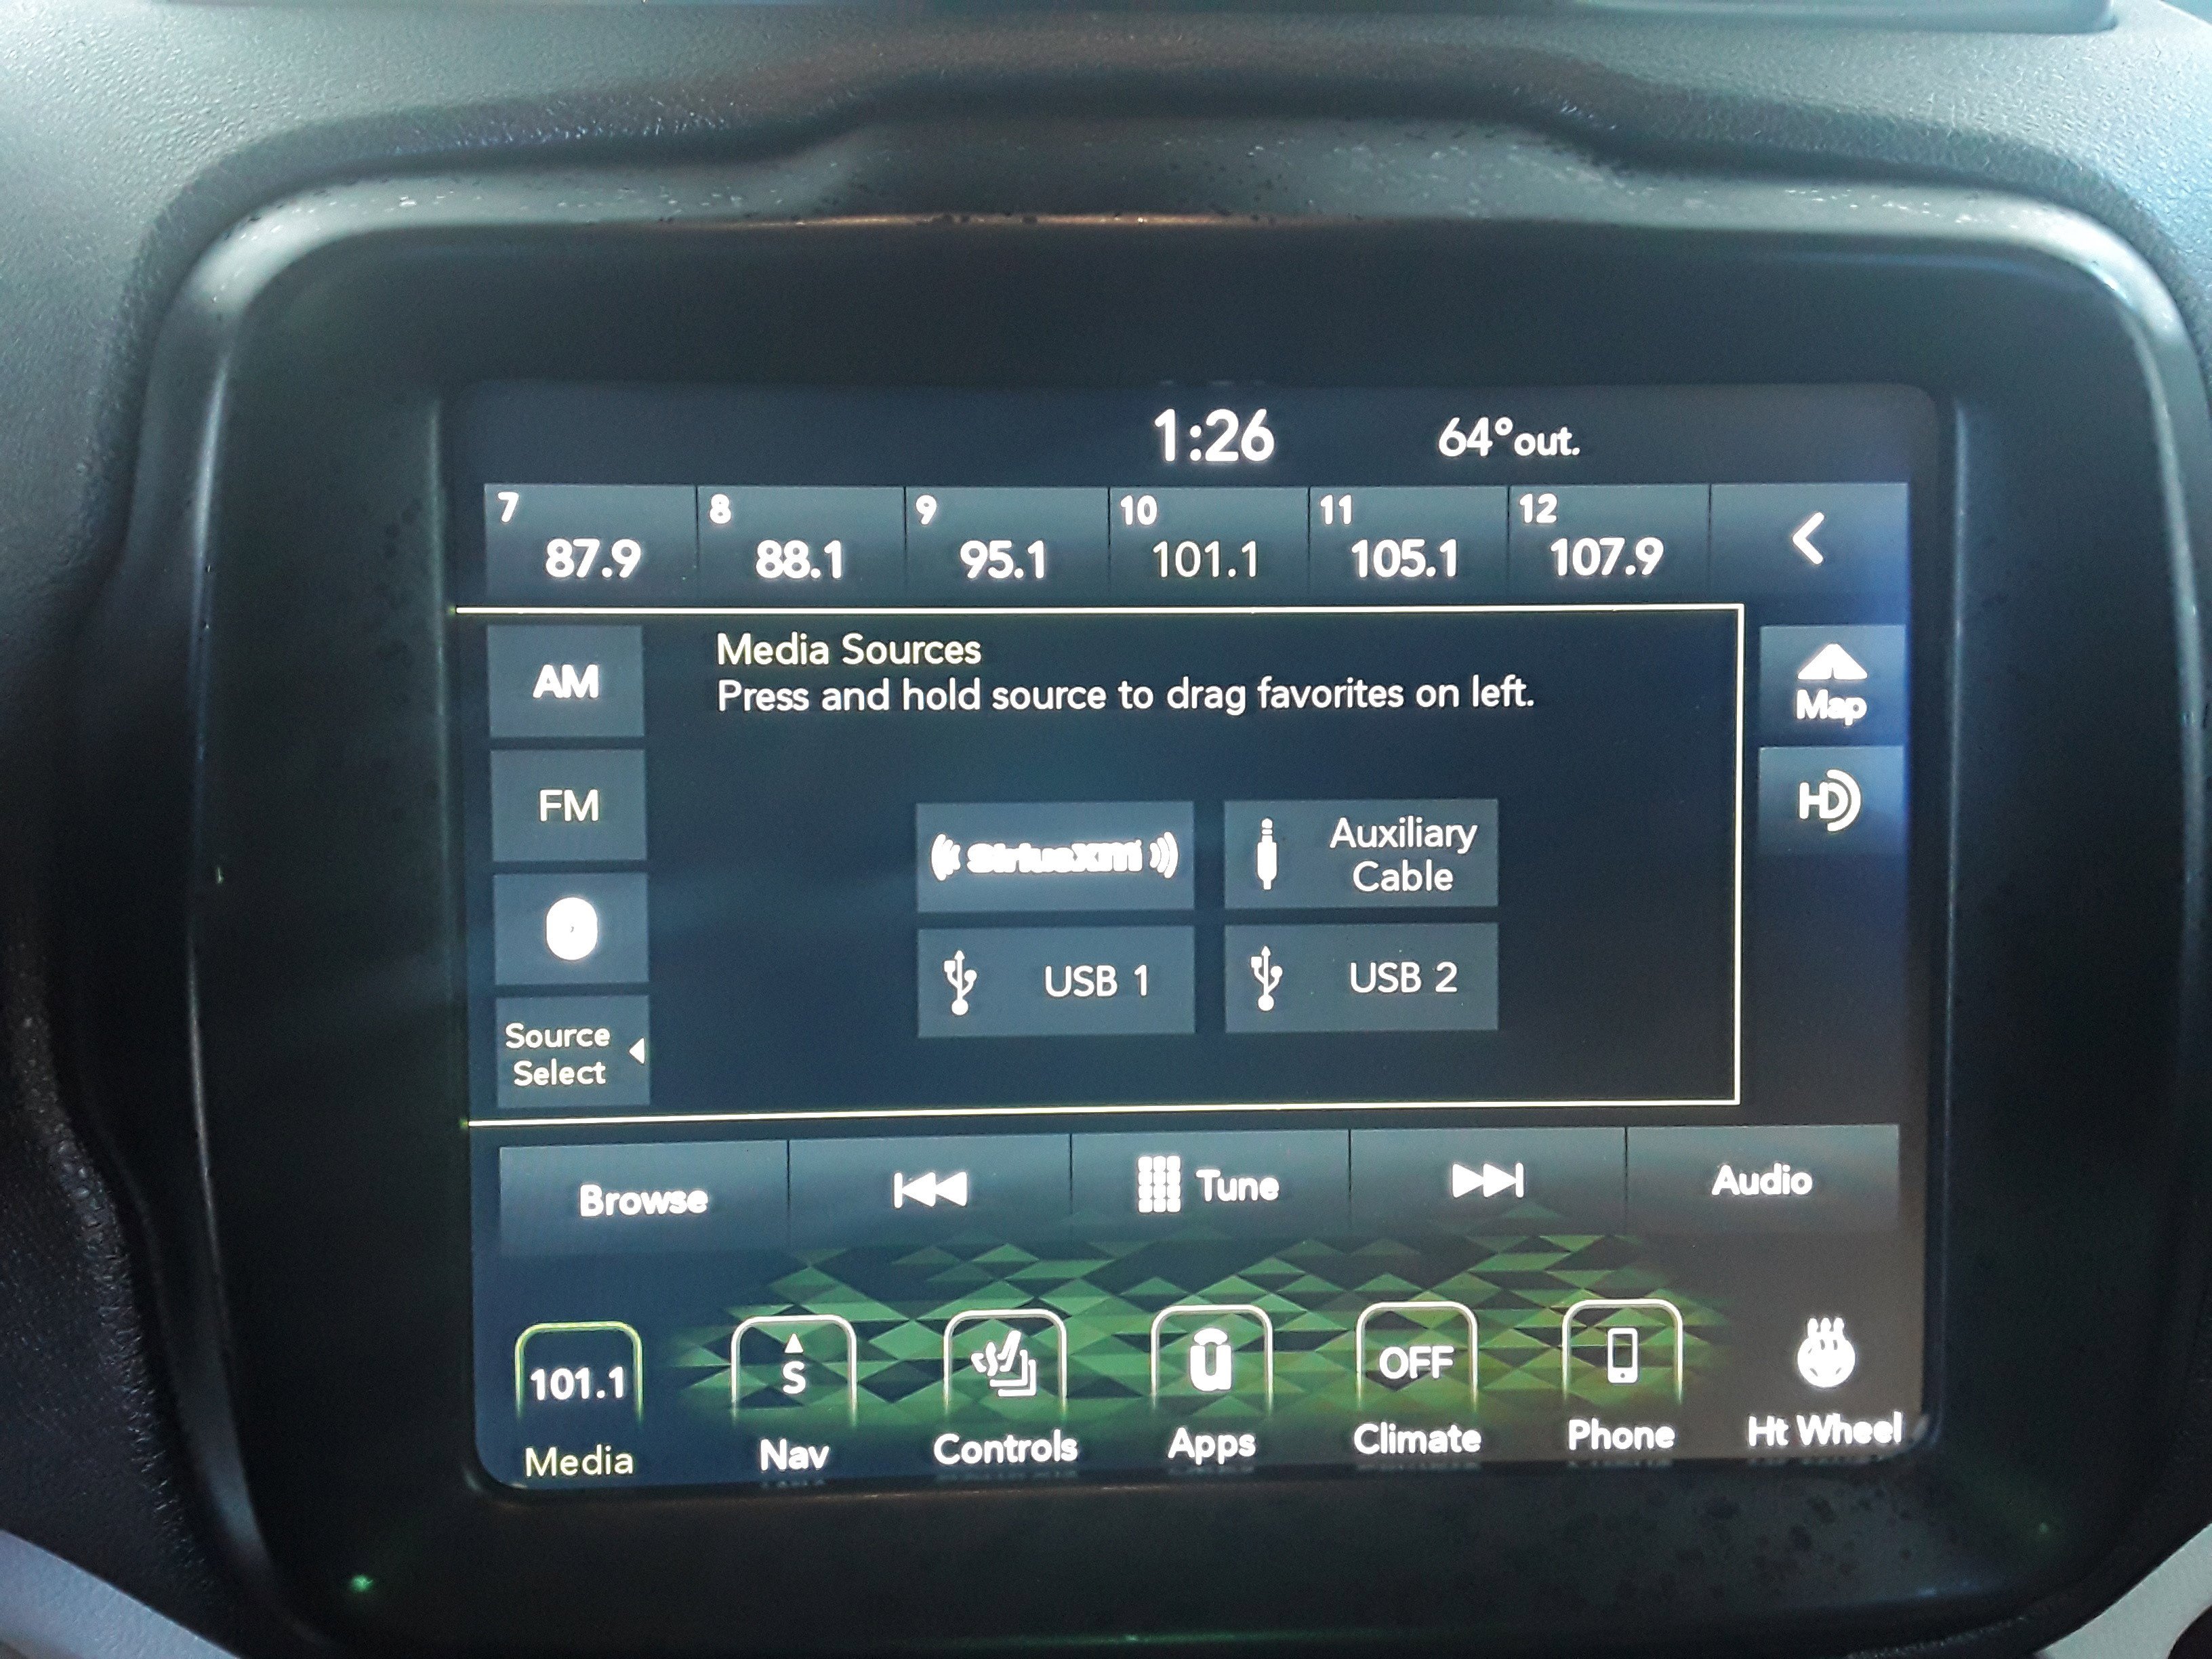 1:26 64°out.
7 8 9 10 11 12
87.9 88.1 95.1 101.1 105.1 107.9
AM
FM
Source
Select
Media Sources
Press and hold source to drag favorites on left.
SiriusXM
Auxiliary
Cable
USB 1
USB 2
Map
HD
Browse Tune Audio
101.1 S OFF
Media Nav Controls Apps Climate Phone Ht Wheel